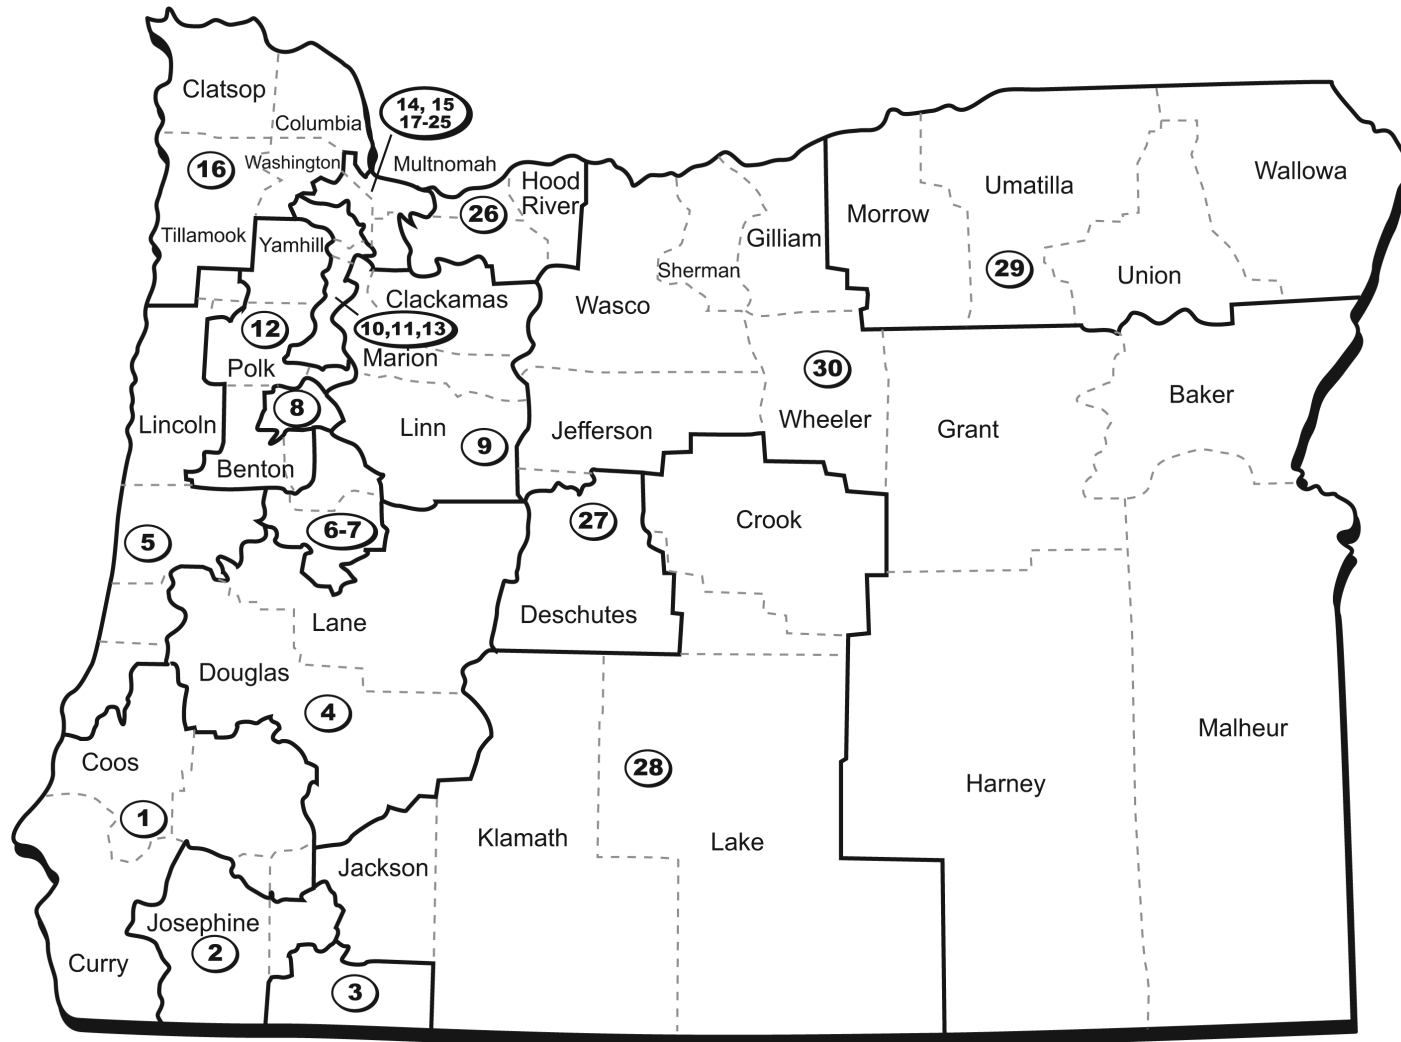 Clatsop
14, 15
17-25
Columbia
16
Washington
Multnomah
Hood
River
26
Wallowa
Umatilla
Morrow
Tillamook
Yamhill
Gilliam
Sherman
29
Union
Clackamas
Wasco
12
10,11,13
Marion
Polk
30
Baker
8
Lincoln
Linn
9
Jefferson
Wheeler
Grant
Benton
5
6-7
27
Crook
Lane
Deschutes
Douglas
4
Malheur
Coos
28
Harney
1
Klamath
Lake
Jackson
Josephine
2
Curry
3